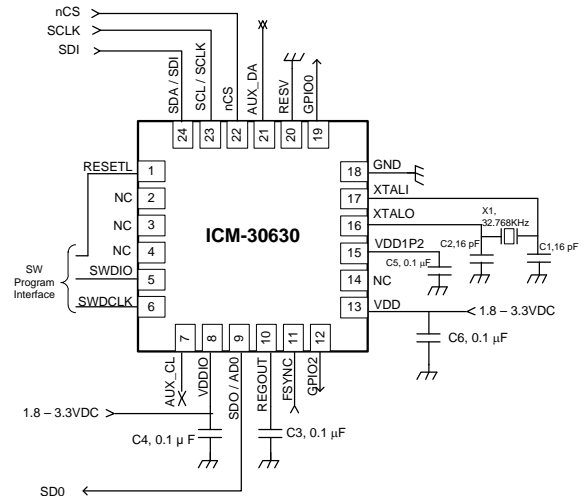 nCS
SCLK
SDI
SDA / SDI
SCL / SCLK
nCS
AUX_DA
RESV
GPIO0
24
23
22
21
20
19
RESETL
1
NC
2
NC
3
NC
4
SWDIO
5
SWDCLK
6
SW
Program
Interface
ICM-30630
18
GND
17
XTALI
16
XTALO
15
VDD1P2
14
NC
13
VDD
X1,
32.768KHz
C2,16 pF
C1,16 pF
C5, 0.1 µF
1.8 – 3.3VDC
C6, 0.1 µF
7
8
9
10
11
12
AUX_CL
VDDIO
SDO / AD0
REGOUT
FSYNC
GPIO2
1.8 – 3.3VDC
C4, 0.1 µ F
C3, 0.1 µF
SD0